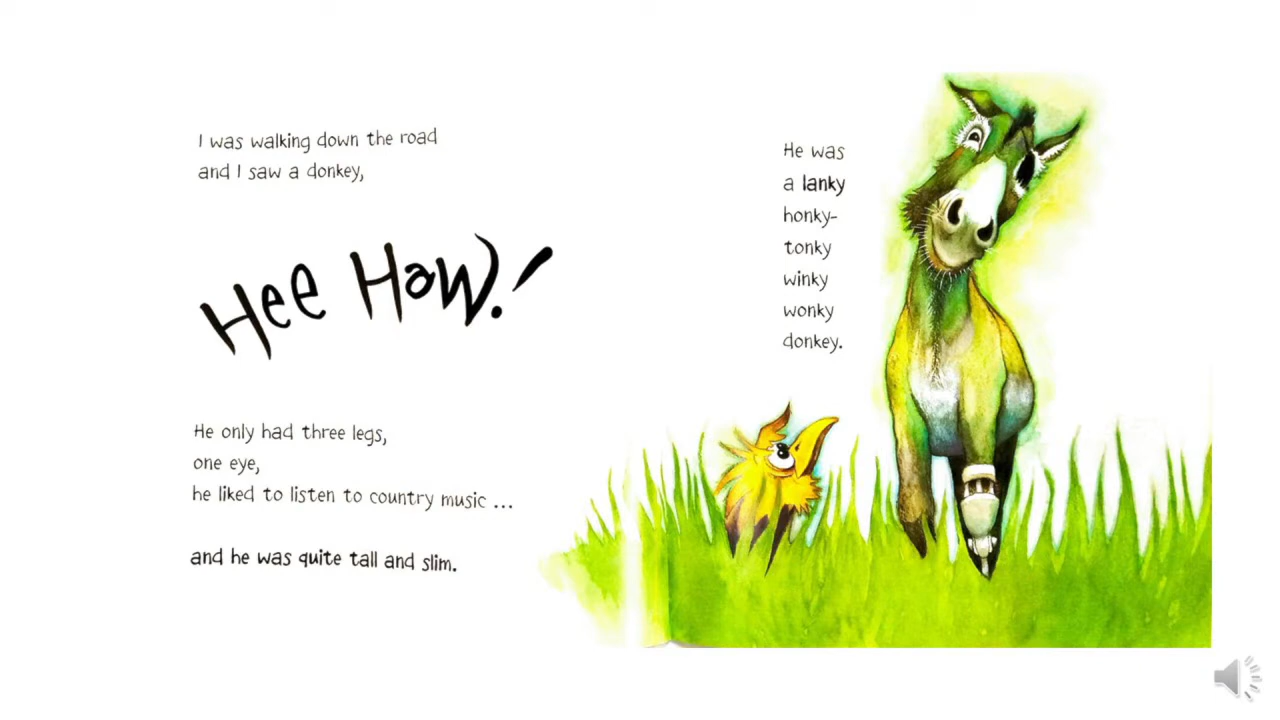 I was walking down the road
and I saw a donkey,
Hee Haw!
He only had three legs,
one eye,
he liked to listen to country music ...
and he was quite tall and slim.
He was
a lanky
honky-
tonky
winky
wonky
donkey.